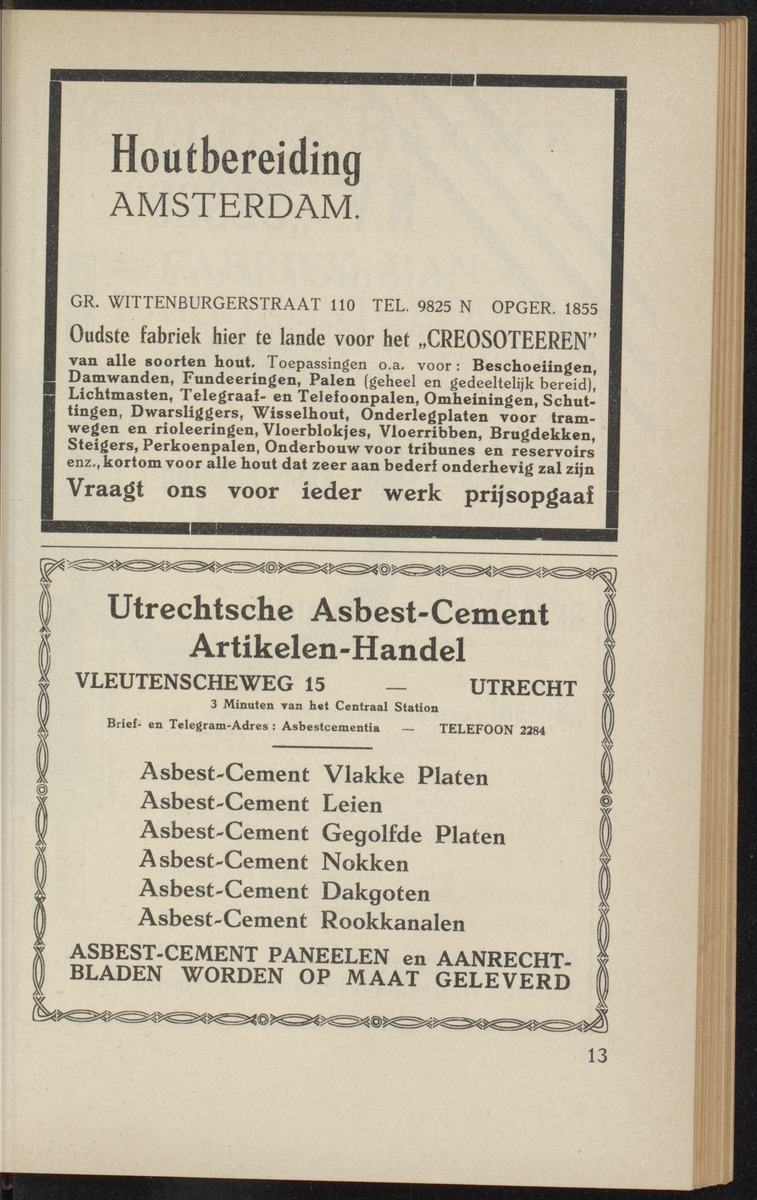 Houtbereiding
AMSTERDAM.
GR. WITTENBURGERSTRAAT 110 TEL. 9825 N OPGER. 1855
Oudste fabriek hier te lande voor het „CREOSOTEEREN”
van alle soorten hout. Toepassingen o.a. voor: Beschoeiingen,
Damwanden, Fundeeringen, Palen (geheel en gedeeltelijk bereid),
Lichtmasten, Telegraaf- en Telefoonpalen, Omheiningen, Schut-
tingen, Dwarsliggers, Wisselhout, Onderlegplaten voor tram-
wegen en rioleeringen, Vloerblokjes, Vloerribben, Brugdekken,
Steigers, Perkoenpalen, Onderbouw voor tribunes en reservoirs
enz., kortom voor alle hout dat zeer aan bederf onderhevig zal zijn
Vraagt ons voor ieder werk prijsopgaaf
Utrechtsche Asbest-Cement
Artikelen-Handel
VLEUTENSCHEWEG 15 — UTRECHT
3 Minuten van het Centraal Station
Brief- en Telegram-Adres : Asbestcementia — TELEFOON 2284
Asbest-Cement Vlakke Platen
Asbest-Cement Leien
Asbest-Cement Gegolfde Platen
Asbest-Cement Nokken
Asbest-Cement Dakgoten
Asbest-Cement Rookkanalen
ASBEST-CEMENT PANEELEN en AANRECHT-
BLADEN WORDEN OP MAAT GELEVERD
13